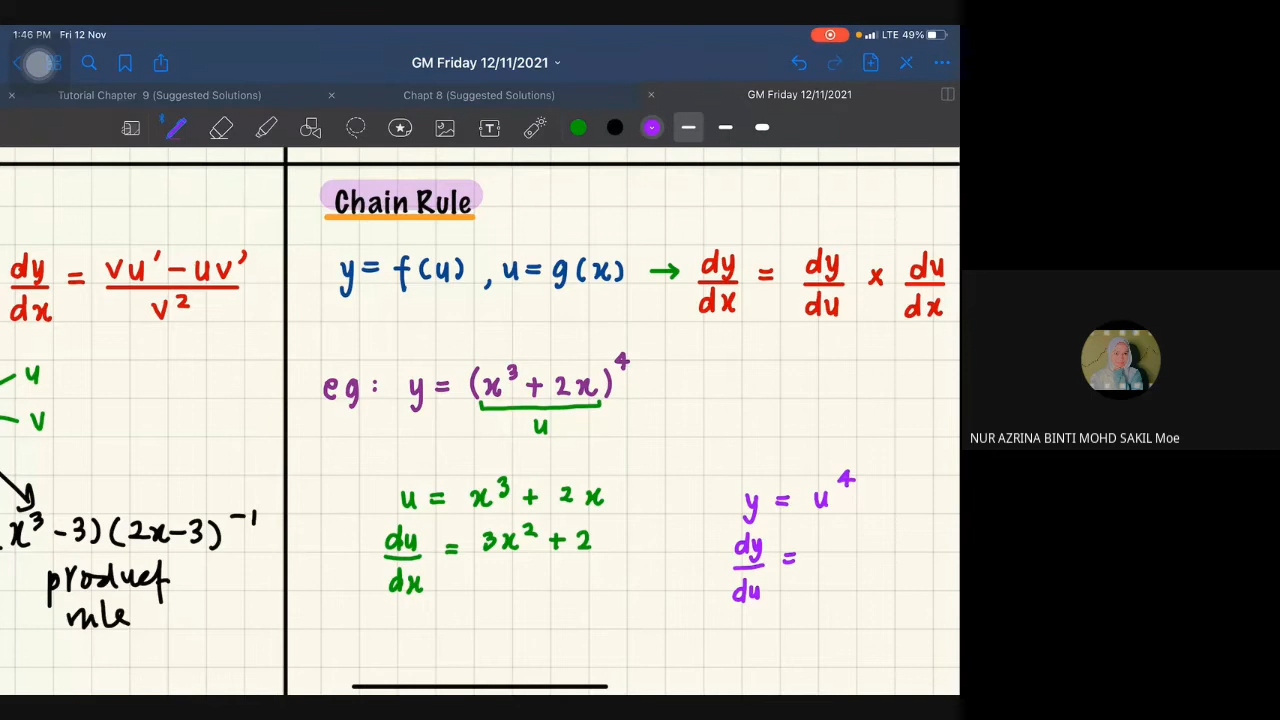 1:46 PM Fri 12 Nov
LTE 49%
GM Friday 12/11/2021
Tutorial Chapter 9 (Suggested Solutions)
Chapt 8 (Suggested Solutions)
GM Friday 12/11/2021
dy/dx = (vu' - uv')/v²
u
v
x³ -3)(2x-3)⁻¹
product
rule
Chain Rule
y = f(u), u = g(x) → dy/dx = dy/du × du/dx
eg: y = (x³ + 2x)⁴
u
u = x³ + 2x
du/dx = 3x² + 2
y = u⁴
dy/du =
NUR AZRINA BINTI MOHD SAKIL Moe